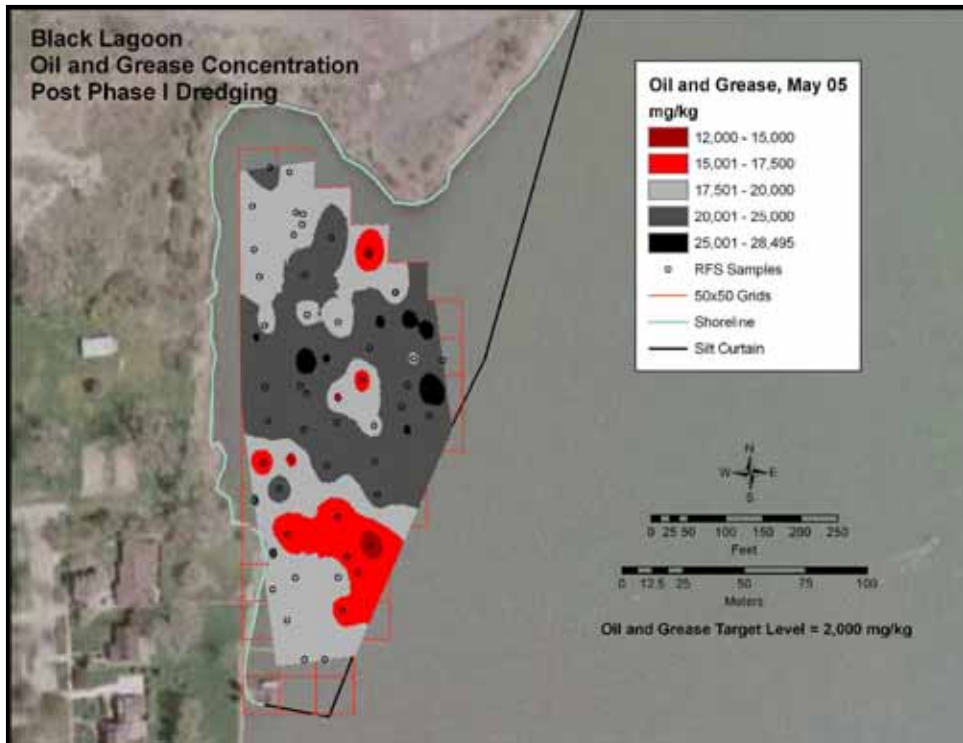 Black Lagoon
Oil and Grease Concentration
Post Phase I Dredging
Oil and Grease, May 05
mg/kg
12,000 - 15,000
15,001 - 17,500
17,501 - 20,000
20,001 - 25,000
25,001 - 28,495
RFS Samples
50x50 Grids
Shoreline
Silt Curtain
N
W E
S
0 25 50 100 150 200 250
Feet
0 12.5 25 50 75 100
Meters
Oil and Grease Target Level = 2,000 mg/kg